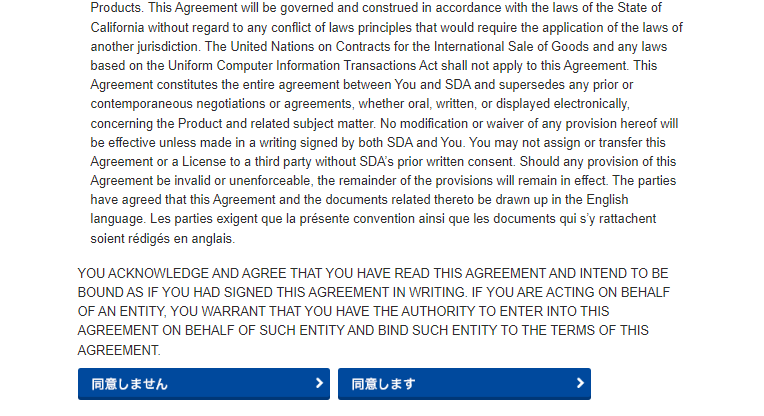 Products. This Agreement will be governed and construed in accordance with the laws of the State of
California without regard to any conflict of laws principles that would require the application of the laws of
another jurisdiction. The United Nations on Contracts for the International Sale of Goods and any laws
based on the Uniform Computer Information Transactions Act shall not apply to this Agreement. This
Agreement constitutes the entire agreement between You and SDA and supersedes any prior or
contemporaneous negotiations or agreements, whether oral, written, or displayed electronically,
concerning the Product and related subject matter. No modification or waiver of any provision hereof will
be effective unless made in a writing signed by both SDA and You. You may not assign or transfer this
Agreement or a License to a third party without SDA’s prior written consent. Should any provision of this
Agreement be invalid or unenforceable, the remainder of the provisions will remain in effect. The parties
have agreed that this Agreement and the documents related thereto be drawn up in the English
language. Les parties exigent que la présente convention ainsi que les documents qui s’y rattachent
soient rédigés en anglais.
YOU ACKNOWLEDGE AND AGREE THAT YOU HAVE READ THIS AGREEMENT AND INTEND TO BE
BOUND AS IF YOU HAD SIGNED THIS AGREEMENT IN WRITING. IF YOU ARE ACTING ON BEHALF
OF AN ENTITY, YOU WARRANT THAT YOU HAVE THE AUTHORITY TO ENTER INTO THIS
AGREEMENT ON BEHALF OF SUCH ENTITY AND BIND SUCH ENTITY TO THE TERMS OF THIS
AGREEMENT.
同意しません 同意します